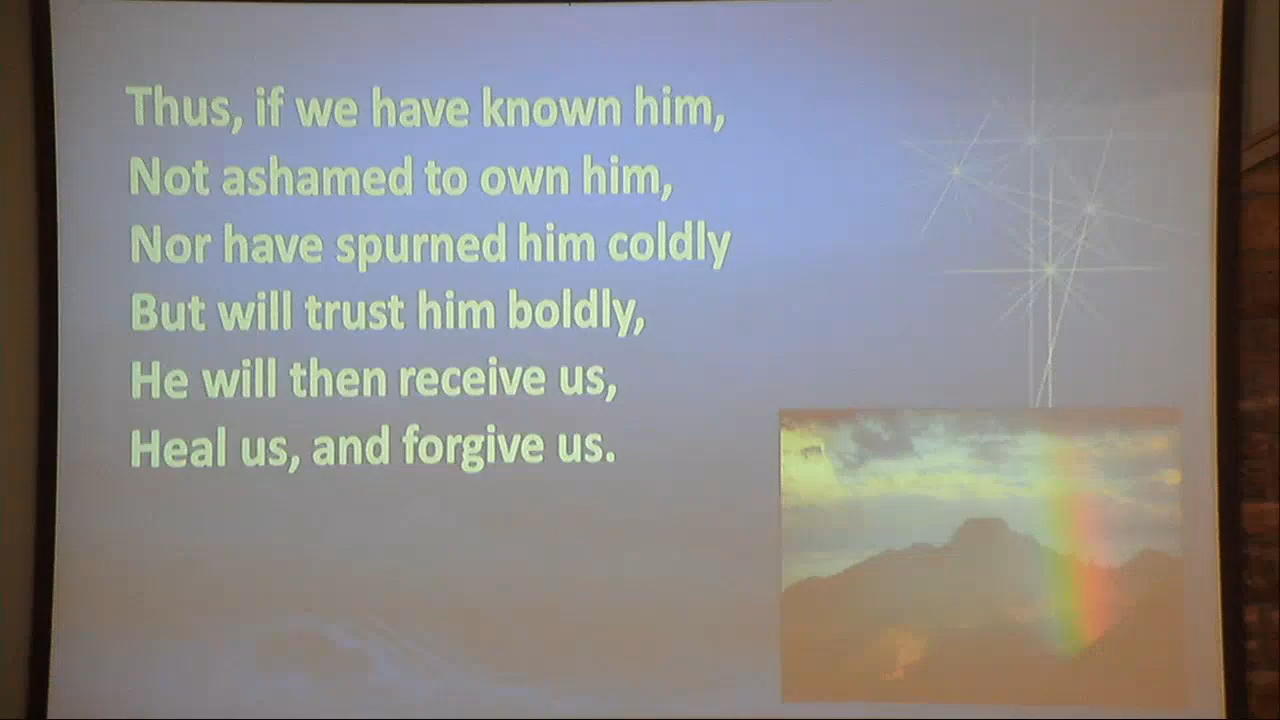 Thus, if we have known him,
Not ashamed to own him,
Nor have spurned him coldly
But will trust him boldly,
He will then receive us,
Heal us, and forgive us.